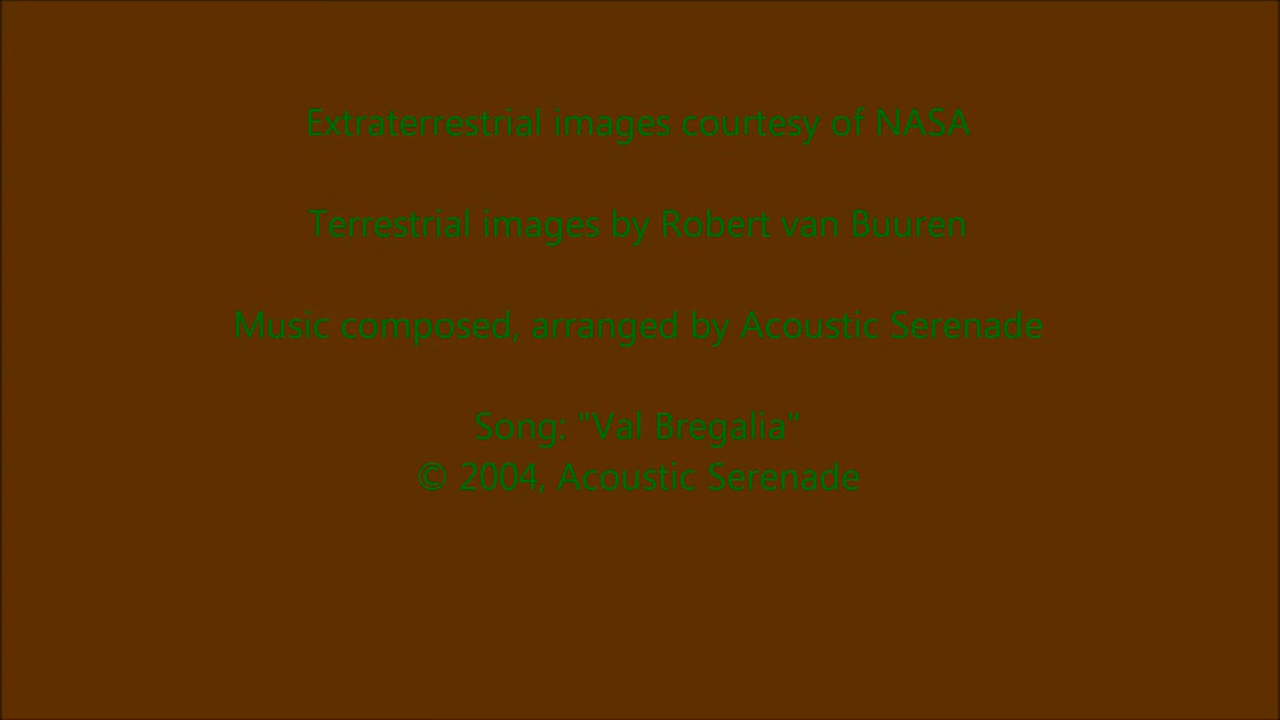 Extraterrestrial images courtesy of NASA
Terrestrial images by Robert van Buuren
Music composed, arranged by Acoustic Serenade
Song: "Val Bregalia"
© 2004, Acoustic Serenade